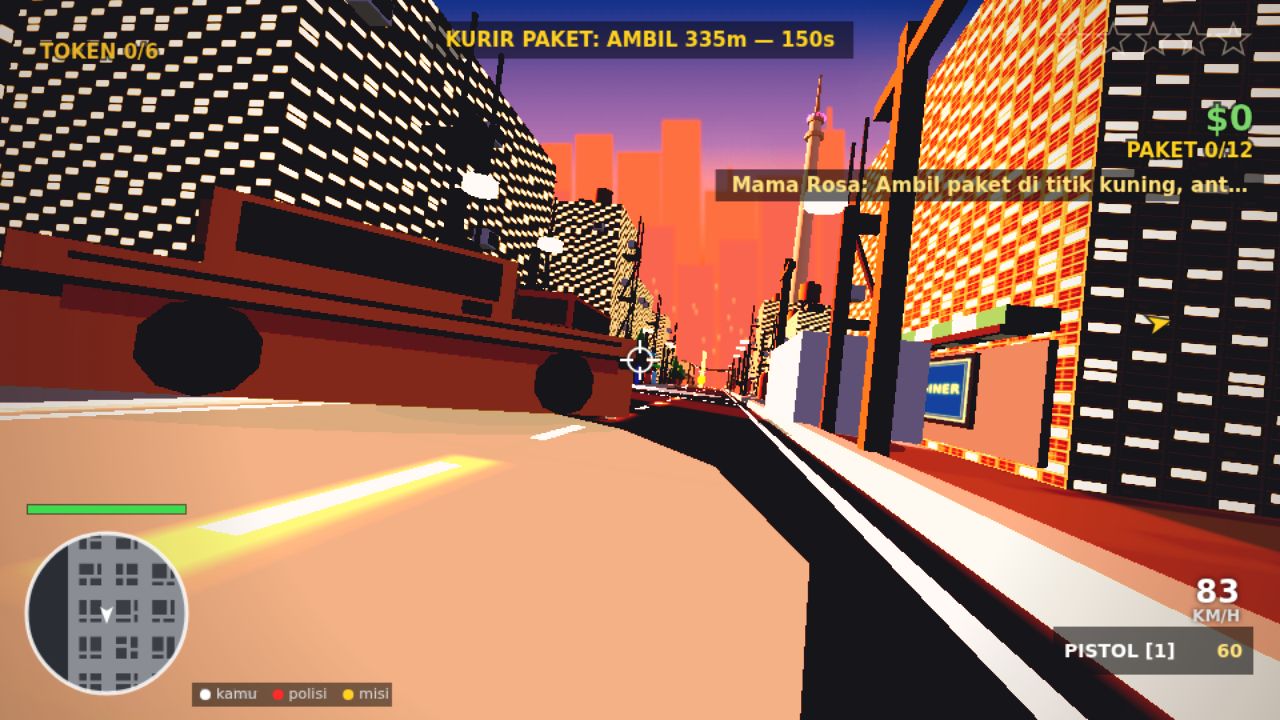 TOKEN 0/6
KURIR PAKET: AMBIL 335m — 150s
$0
PAKET 0/12
Mama Rosa: Ambil paket di titik kuning, ant…
83
KM/H
PISTOL [1] 60
kamu polisi misi